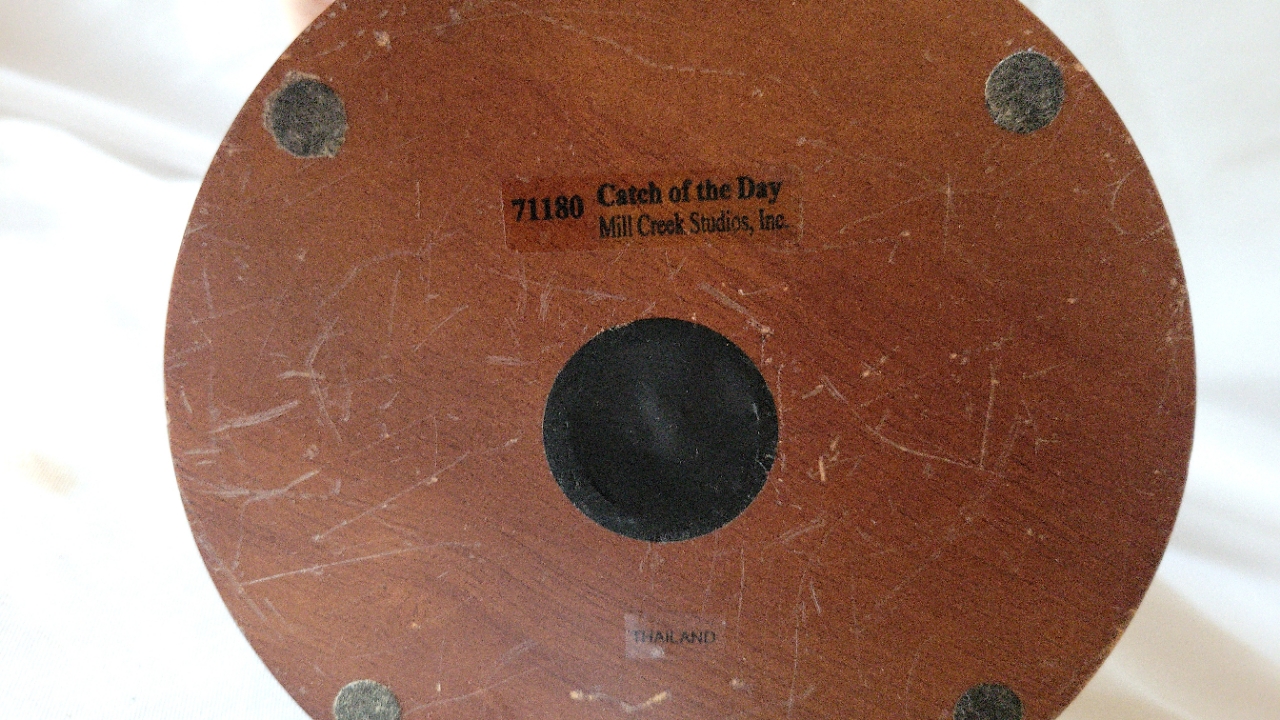 71180 Catch of the Day
Mill Creek Studios, Inc.
THAILAND